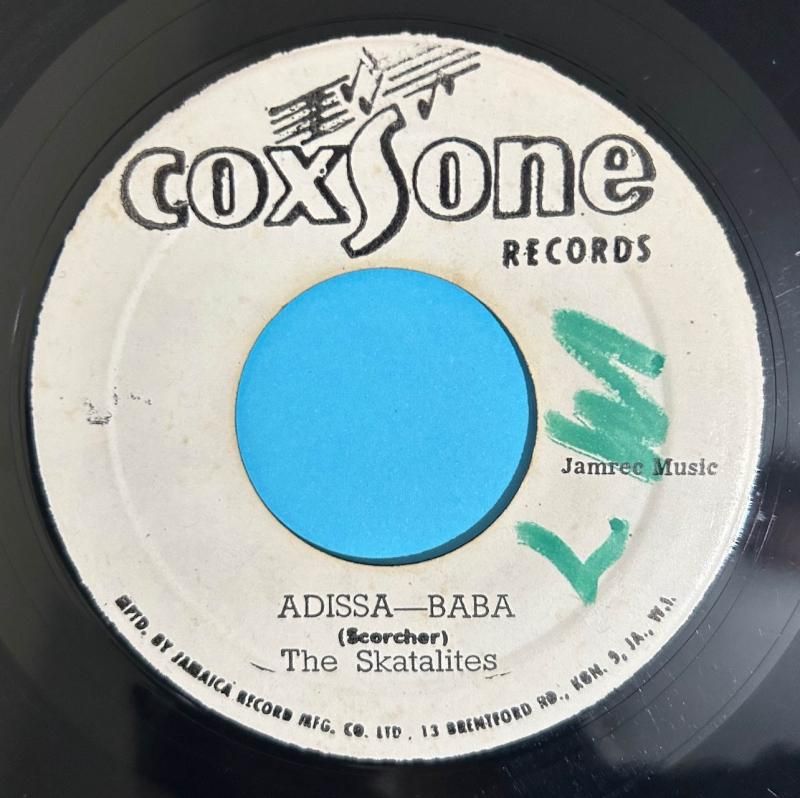 coxsone
RECORDS
Jamrec Music
ADISSA—BABA
(Scorcher)
The Skatalites
MFTD. BY JAMAICA RECORD MFG. CO. LTD, 13 BRENTFORD RD., KGN. 5, JA., W.I.